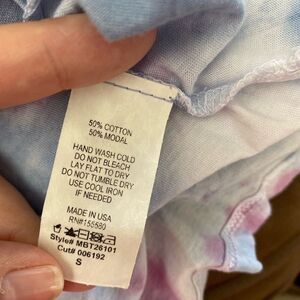 50% COTTON
50% MODAL
HAND WASH COLD
DO NOT BLEACH
LAY FLAT TO DRY
DO NOT TUMBLE DRY
USE COOL IRON
IF NEEDED
MADE IN USA
RN#155580
Style# MBT26101
Cut# 006192
S